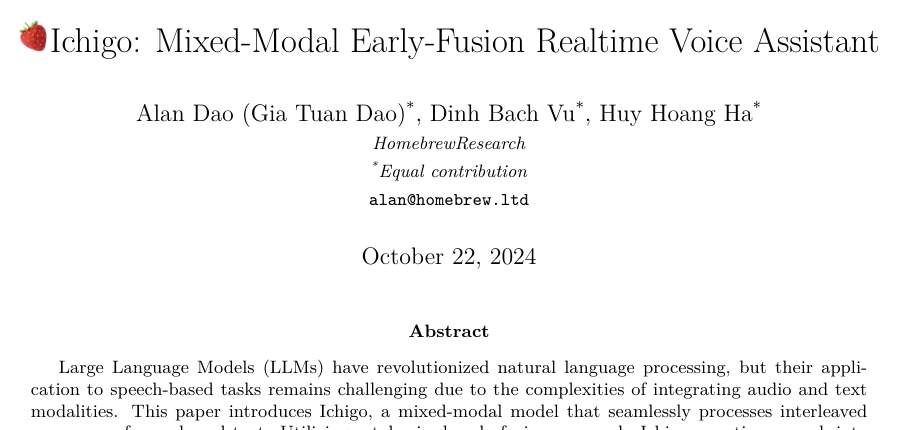 Ichigo: Mixed-Modal Early-Fusion Realtime Voice Assistant
Alan Dao (Gia Tuan Dao)*, Dinh Bach Vu*, Huy Hoang Ha*
HomebrewResearch
*Equal contribution
alan@homebrew.ltd
October 22, 2024
Abstract
Large Language Models (LLMs) have revolutionized natural language processing, but their appli-
cation to speech-based tasks remains challenging due to the complexities of integrating audio and text
modalities. This paper introduces Ichigo, a mixed-modal model that seamlessly processes interleaved